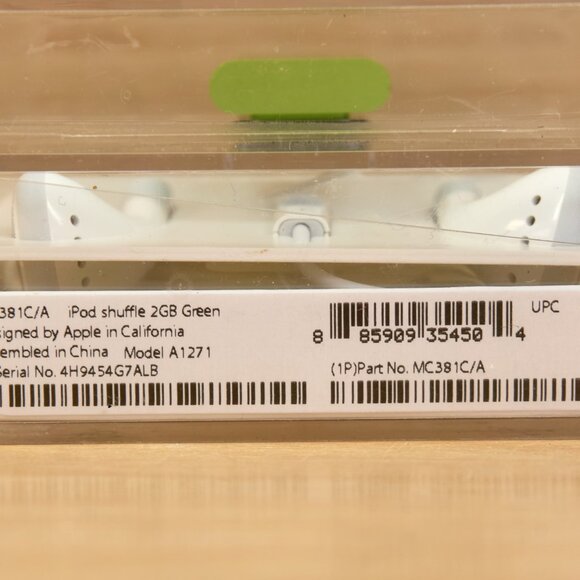 381C/A iPod shuffle 2GB Green
signed by Apple in California
embled in China Model A1271
Serial No. 4H9454G7ALB
8 85909 35450 4
UPC
(1P)Part No. MC381C/A